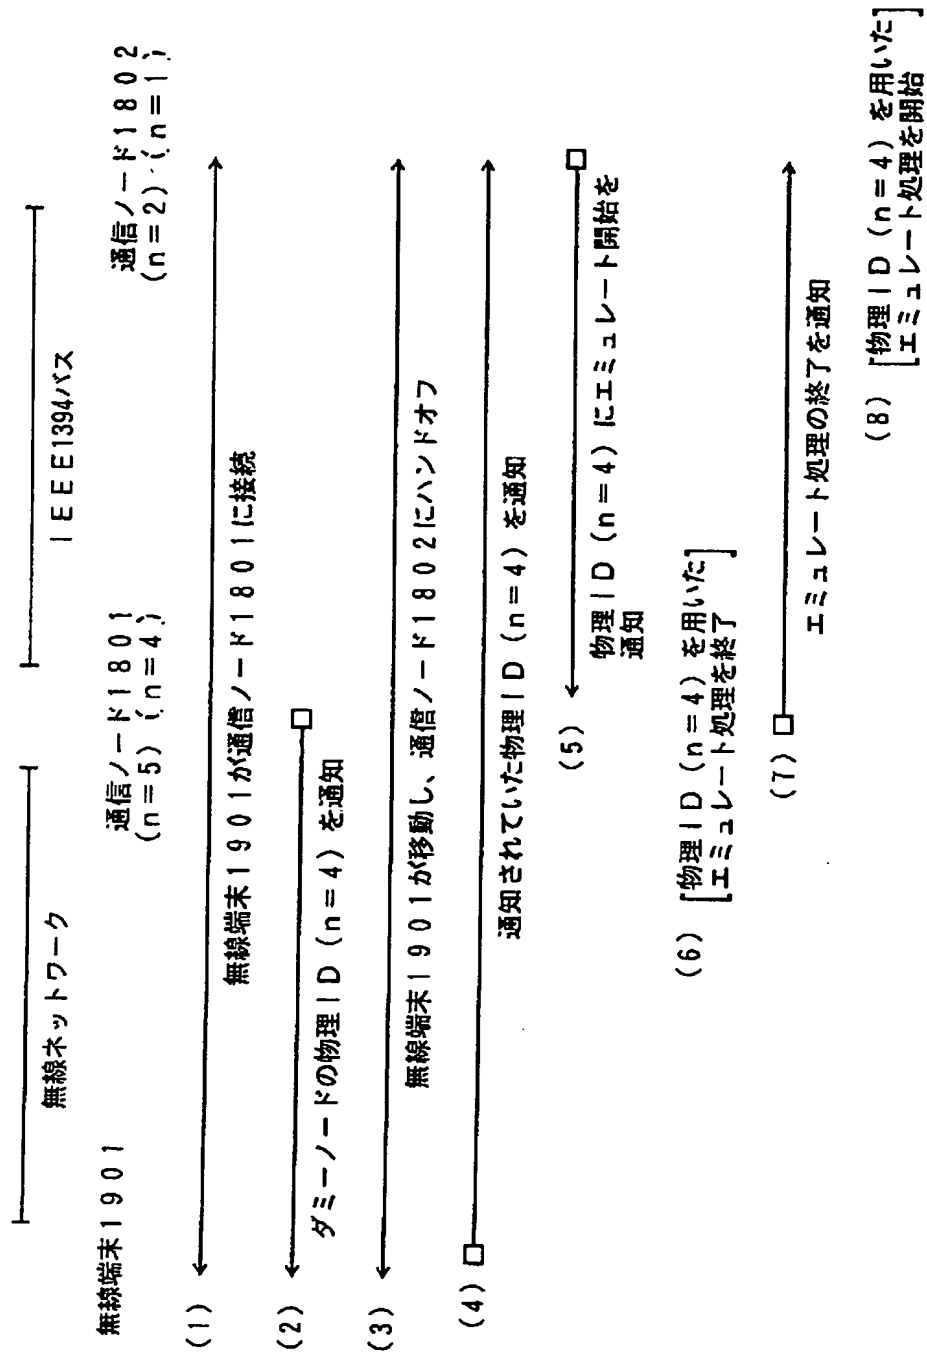 無線ネットワーク
IEEE1394バス
無線端末1901
通信ノード1801
(n=5) (n=4)
通信ノード1802
(n=2) (n=1)
(1)
無線端末1901が通信ノード1801に接続
(2)
ダミーノードの物理ID (n=4) を通知
(3)
無線端末1901が移動し、通信ノード1802にハンドオフ
(4)
通知されていた物理ID (n=4) を通知
(5)
物理ID (n=4) にエミュレート開始を
通知
(6) [物理ID (n=4) を用いた]
[エミュレート処理を終了]
(7)
エミュレート処理の終了を通知
(8) [物理ID (n=4) を用いた]
[エミュレート処理を開始]